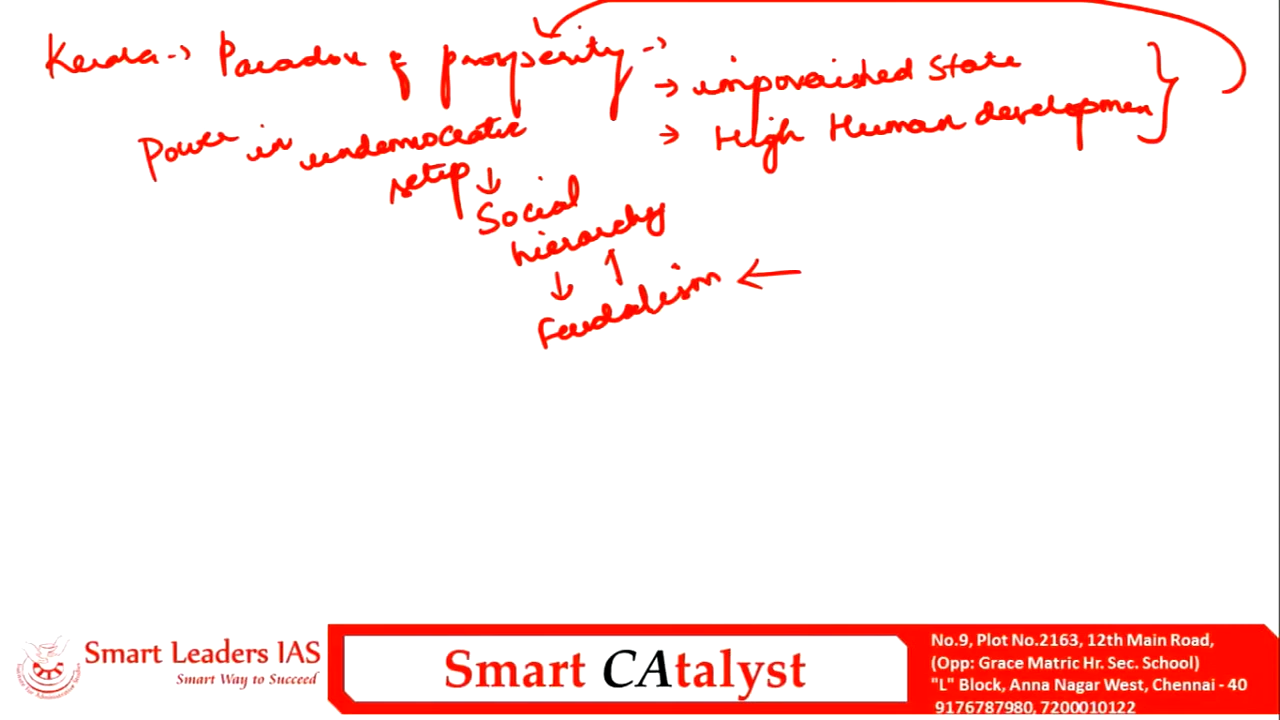 Kerala → Paradox of prosperity →
→ impoverished State
→ High Human developmen
Power in undemocratic
setup ↓
Social
hierarchy
↓ ↑
Feudalism ←
Smart Leaders IAS
Smart Way to Succeed
Smart CAtalyst
No.9, Plot No.2163, 12th Main Road,
(Opp: Grace Matric Hr. Sec. School)
"L" Block, Anna Nagar West, Chennai - 40
9176787980, 7200010122